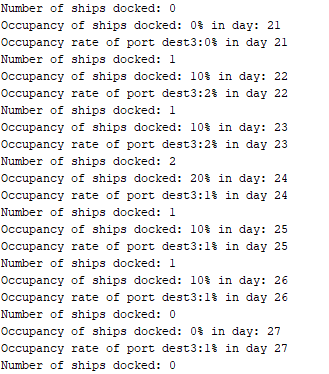 Number of ships docked: 0
Occupancy of ships docked: 0% in day: 21
Occupancy rate of port dest3:0% in day 21
Number of ships docked: 1
Occupancy of ships docked: 10% in day: 22
Occupancy rate of port dest3:2% in day 22
Number of ships docked: 1
Occupancy of ships docked: 10% in day: 23
Occupancy rate of port dest3:2% in day 23
Number of ships docked: 2
Occupancy of ships docked: 20% in day: 24
Occupancy rate of port dest3:1% in day 24
Number of ships docked: 1
Occupancy of ships docked: 10% in day: 25
Occupancy rate of port dest3:1% in day 25
Number of ships docked: 1
Occupancy of ships docked: 10% in day: 26
Occupancy rate of port dest3:1% in day 26
Number of ships docked: 0
Occupancy of ships docked: 0% in day: 27
Occupancy rate of port dest3:1% in day 27
Number of ships docked: 0